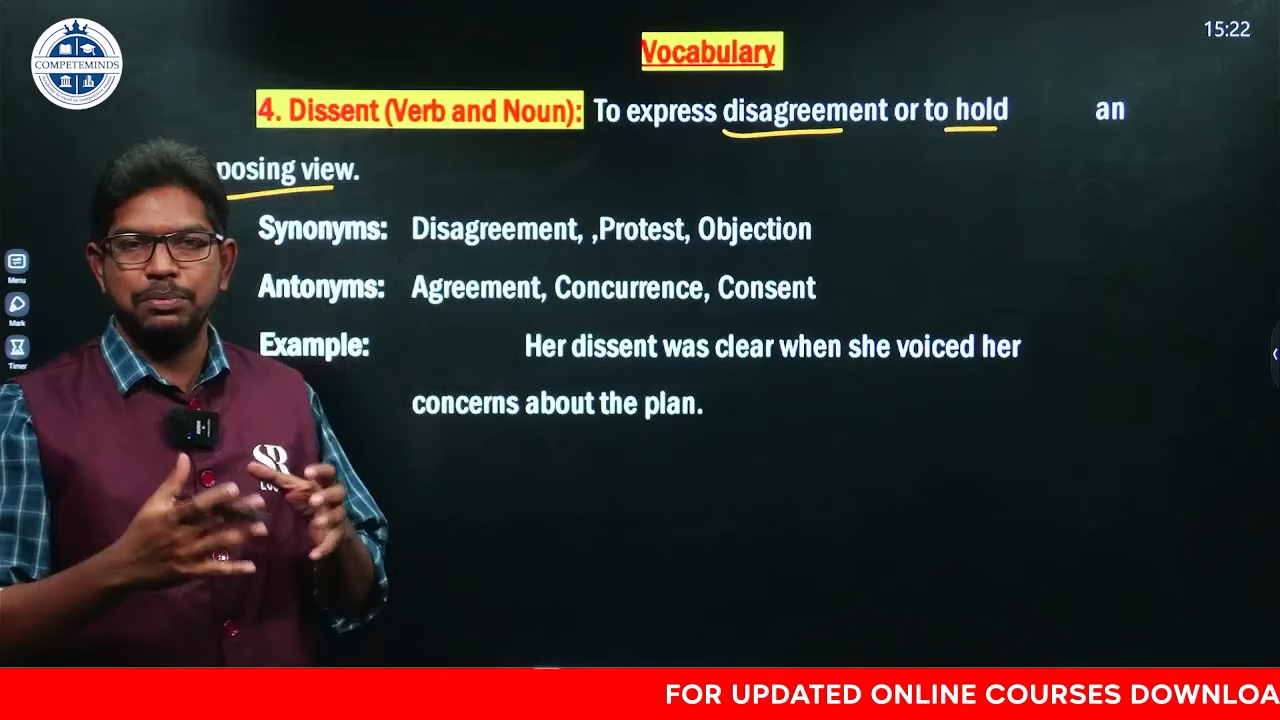 COMPETEMINDS
15:22
Vocabulary
4. Dissent (Verb and Noun): To express disagreement or to hold an
posing view.
Synonyms: Disagreement, ,Protest, Objection
Antonyms: Agreement, Concurrence, Consent
Example: Her dissent was clear when she voiced her
concerns about the plan.
Menu
Mark
Timer
SR
FOR UPDATED ONLINE COURSES DOWNLOA